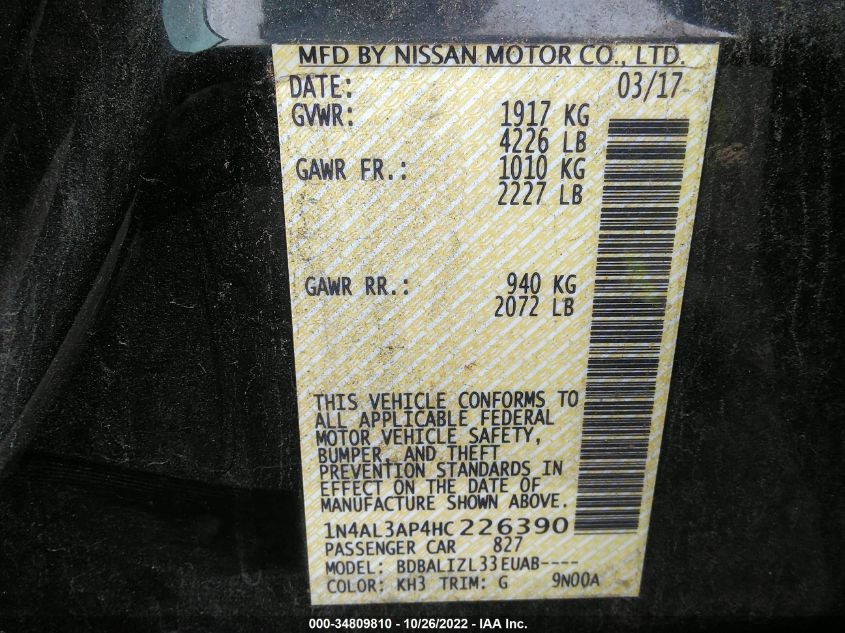 MFD BY NISSAN MOTOR CO., LTD.
DATE: 03/17
GVWR: 1917 KG
4226 LB
GAWR FR.: 1010 KG
2227 LB
GAWR RR.: 940 KG
2072 LB
THIS VEHICLE CONFORMS TO
ALL APPLICABLE FEDERAL
MOTOR VEHICLE SAFETY,
BUMPER, AND THEFT
PREVENTION STANDARDS IN
EFFECT ON THE DATE OF
MANUFACTURE SHOWN ABOVE.
1N4AL3AP4HC226390
PASSENGER CAR 827
MODEL: BDBALIZL33EUAB----
COLOR: KH3 TRIM: G 9N00A
000-34809810 - 10/26/2022 - IAA Inc.